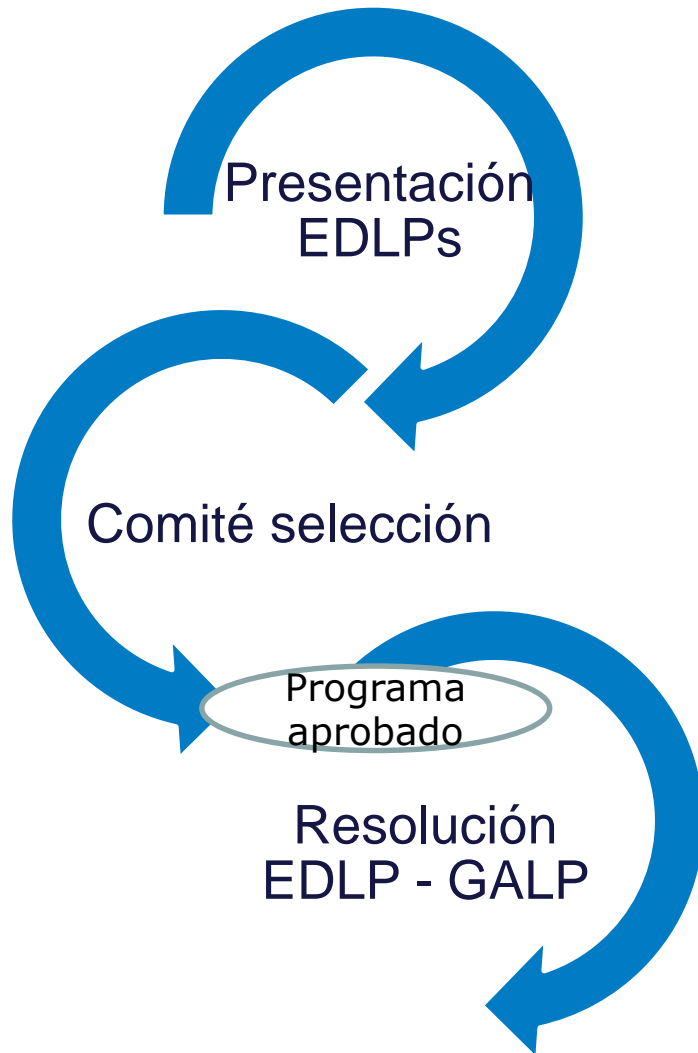 Presentación
EDLPs
Comité selección
Programa
aprobado
Resolución
EDLP - GALP